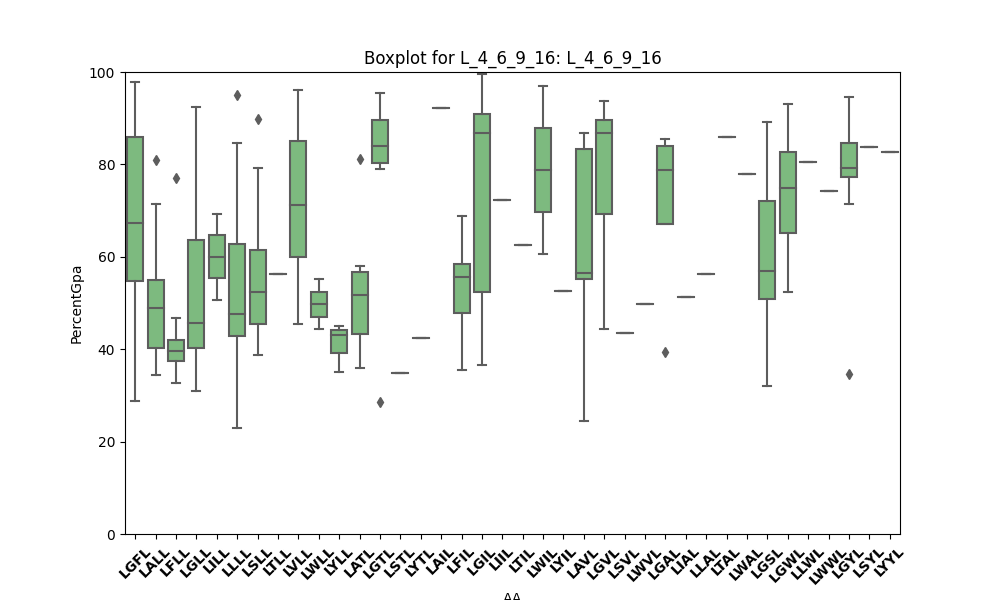 Boxplot for L_4_6_9_16: L_4_6_9_16
PercentGpa
100
80
60
40
20
0
LGFL LALL LFLL LGLL LILL LLLL LSLL LTLL LVLL LWLL LYLL LATL LGTL LSTL LYTL LAIL LFIL LGIL LIIL LTIL LWIL LYIL LAVL LGVL LSVL LWVL LGAL LIAL LLAL LTAL LWAL LGSL LGWL LLWL LWWL LGYL LSYL LYYL
AA